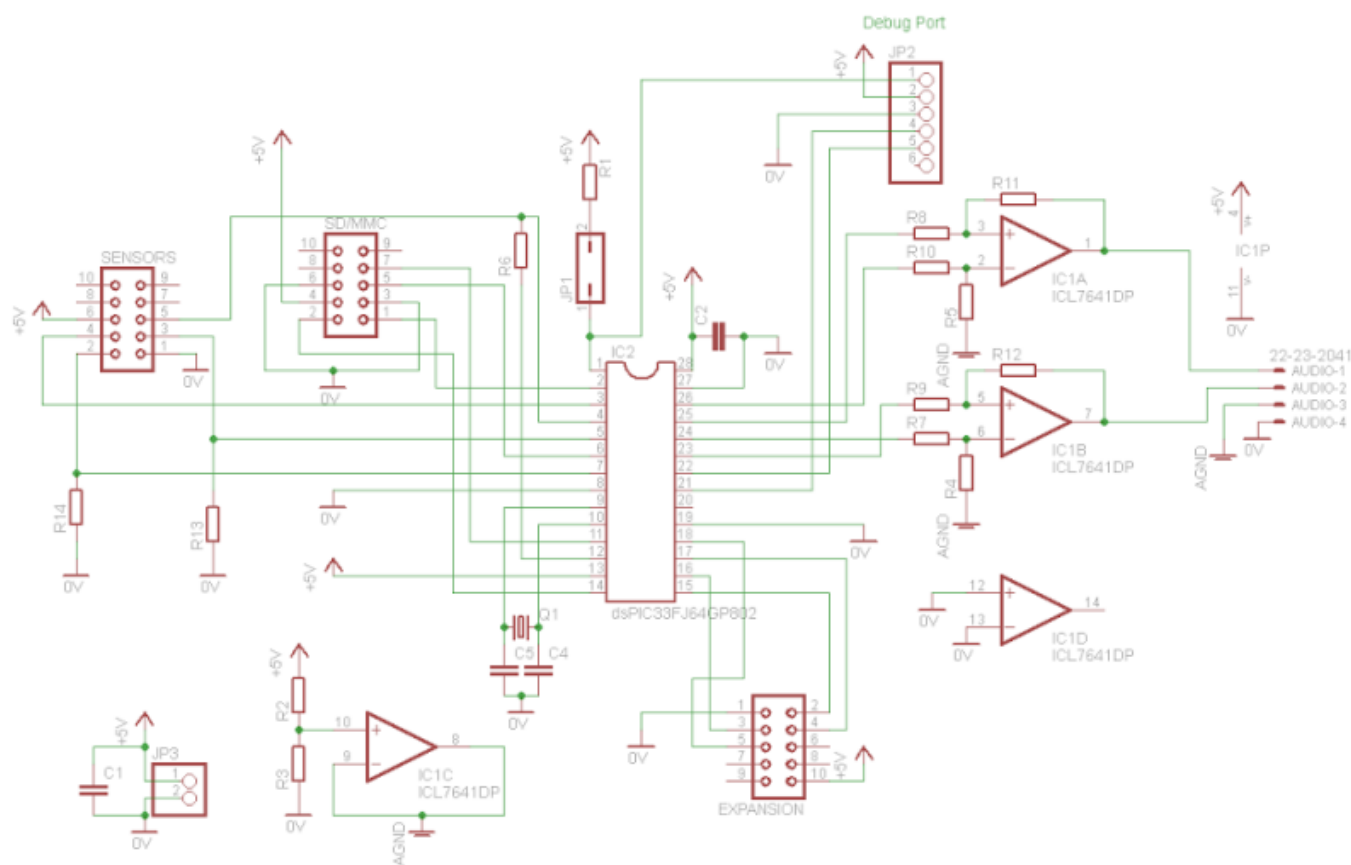 Debug Port
JP2
+5V
1
2
3
4
5
6
0V
+5V
+5V
R1
2
JP1
1
SD/MMC
10 9
8 7
6 5
4 3
2 1
0V
R6
SENSORS
10 9
8 7
6 5
4 3
2 1
+5V
0V
R14
0V
R13
0V
+5V
C2
0V
IC2
1 28
2 27
3 26
4 25
5 24
6 23
7 22
8 21
9 20
10 19
11 18
12 17
13 16
14 15
dsPIC33FJ64GP802
0V
+5V
0V
Q1
C5 C4
0V
R11
R8
R10
3
2
1
IC1A
ICL7641DP
R5
AGND
R12
R9
R7
5
6
7
IC1B
ICL7641DP
R4
AGND
+5V
4
V+
IC1P
11
V-
0V
22-23-2041
AUDIO-1
AUDIO-2
AUDIO-3
AUDIO-4
0V
AGND
12
13
14
0V
0V
IC1D
ICL7641DP
+5V
R2
R3
0V
10
9
8
IC1C
ICL7641DP
AGND
+5V
C1
JP3
1
2
0V
1 2
3 4
5 6
7 8
9 10
0V
+5V
EXPANSION